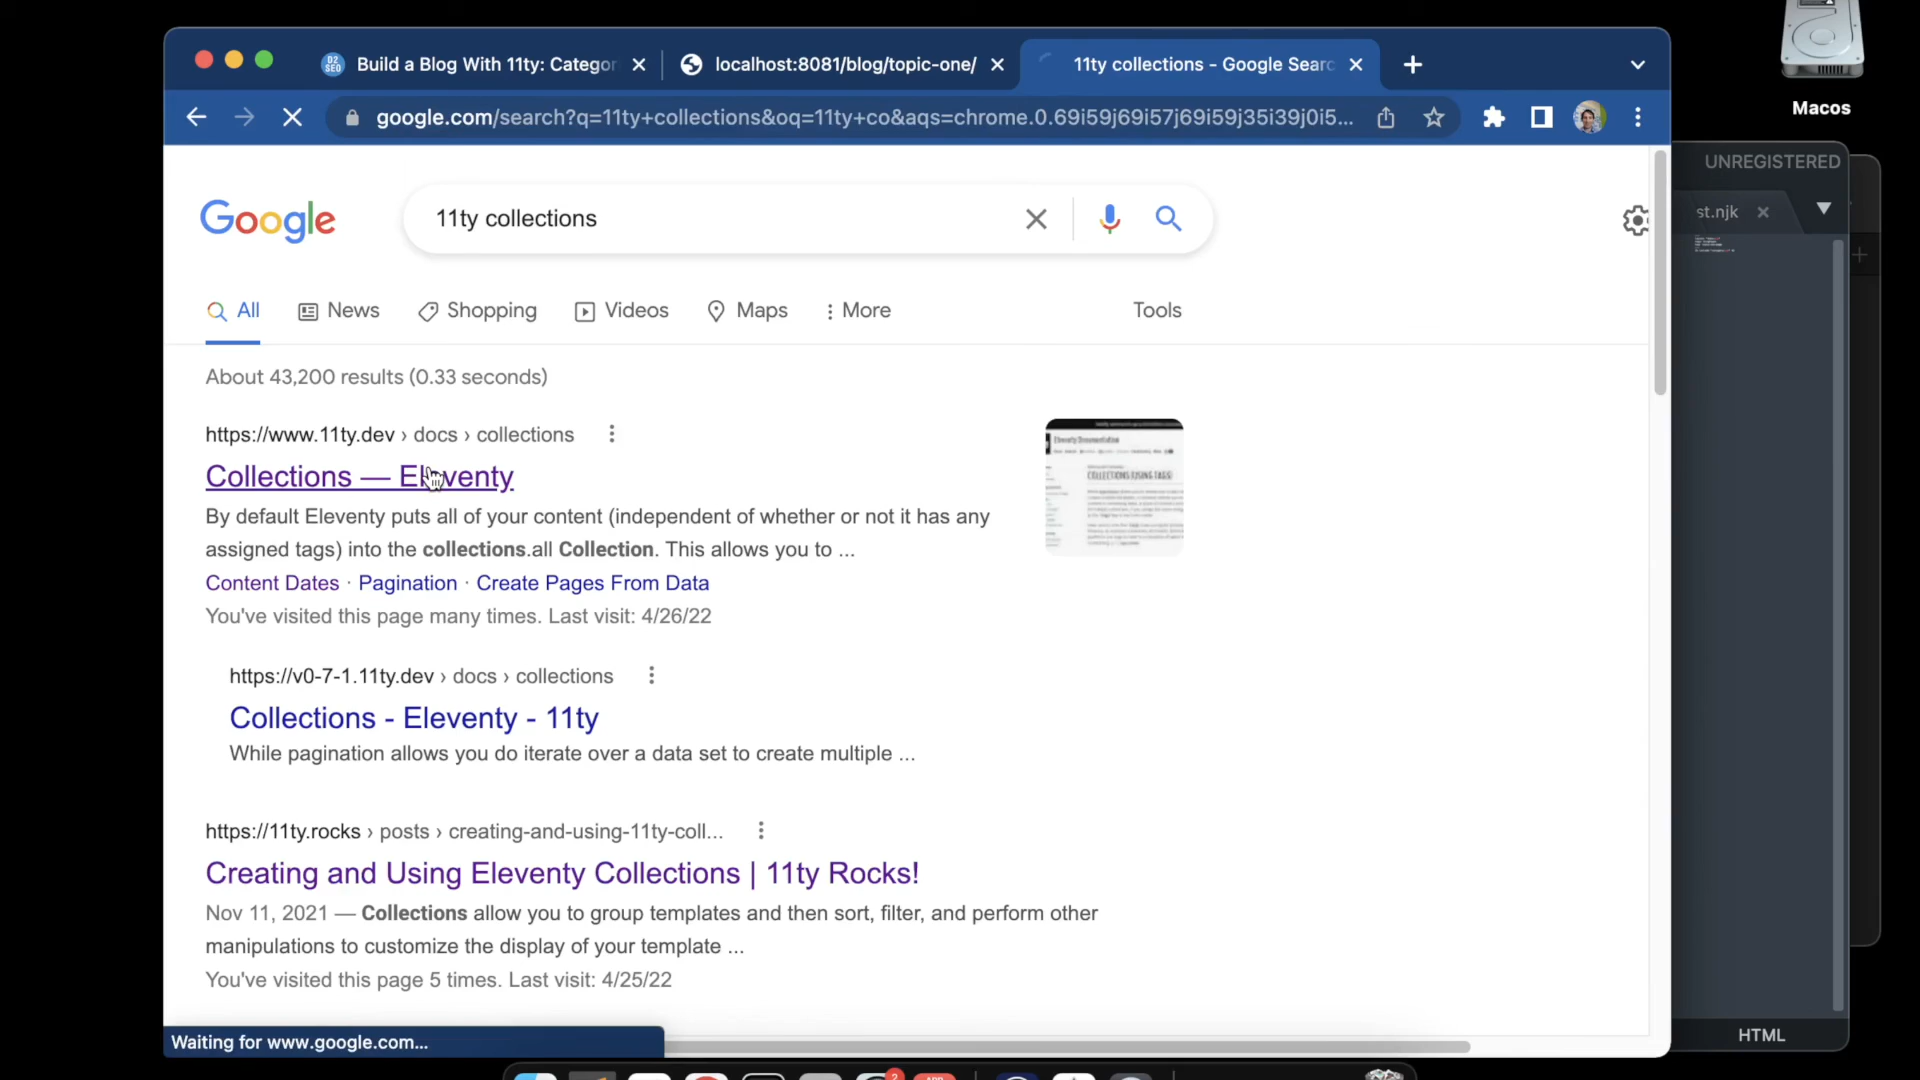 Build a Blog With 11ty: Categor
localhost:8081/blog/topic-one/
11ty collections - Google Searc
google.com/search?q=11ty+collections&oq=11ty+co&aqs=chrome.0.69i59j69i57j69i59j35i39j0i5...
Macos
UNREGISTERED
st.njk
Google
11ty collections
All
News
Shopping
Videos
Maps
More
Tools
About 43,200 results (0.33 seconds)
https://www.11ty.dev › docs › collections
Collections — Eleventy
By default Eleventy puts all of your content (independent of whether or not it has any
assigned tags) into the collections.all Collection. This allows you to ...
Content Dates · Pagination · Create Pages From Data
You've visited this page many times. Last visit: 4/26/22
Eleventy Documentation
COLLECTIONS (USING TAGS)
https://v0-7-1.11ty.dev › docs › collections
Collections - Eleventy - 11ty
While pagination allows you do iterate over a data set to create multiple ...
https://11ty.rocks › posts › creating-and-using-11ty-coll...
Creating and Using Eleventy Collections | 11ty Rocks!
Nov 11, 2021 — Collections allow you to group templates and then sort, filter, and perform other
manipulations to customize the display of your template ...
You've visited this page 5 times. Last visit: 4/25/22
Waiting for www.google.com...
HTML
2